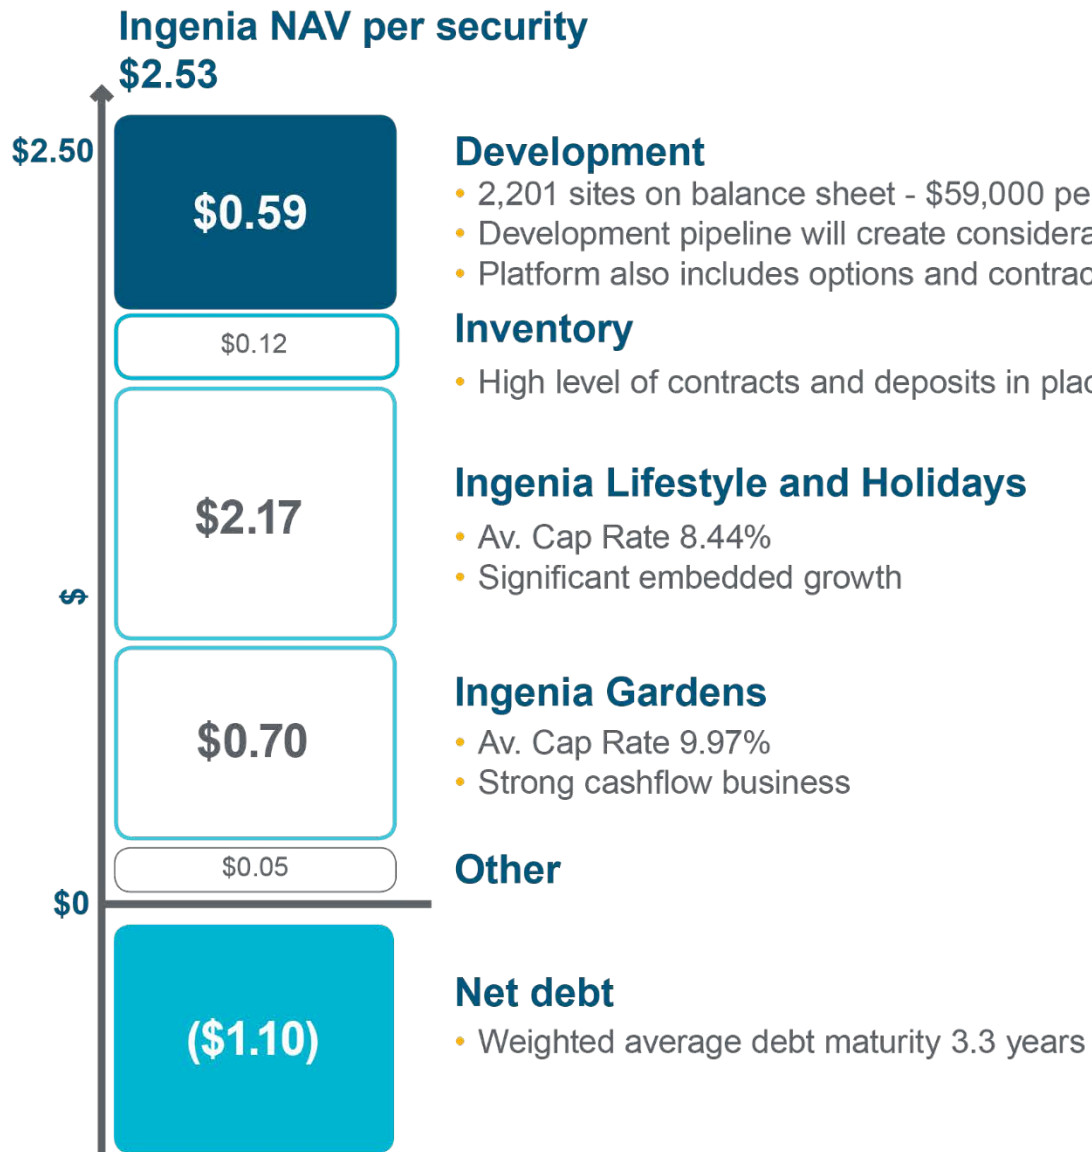 Ingenia NAV per security
$2.53
$2.50
$0.59
Development
• 2,201 sites on balance sheet - $59,000
• Development pipeline will create
• Platform also includes options and
$0.12
Inventory
• High level of contracts and deposits in
$2.17
Ingenia Lifestyle and Holidays
• Av. Cap Rate 8.44%
• Significant embedded growth
$
$0.70
Ingenia Gardens
• Av. Cap Rate 9.97%
• Strong cashflow business
$0.05
Other
$0
($1.10)
Net debt
• Weighted average debt maturity 3.3 years